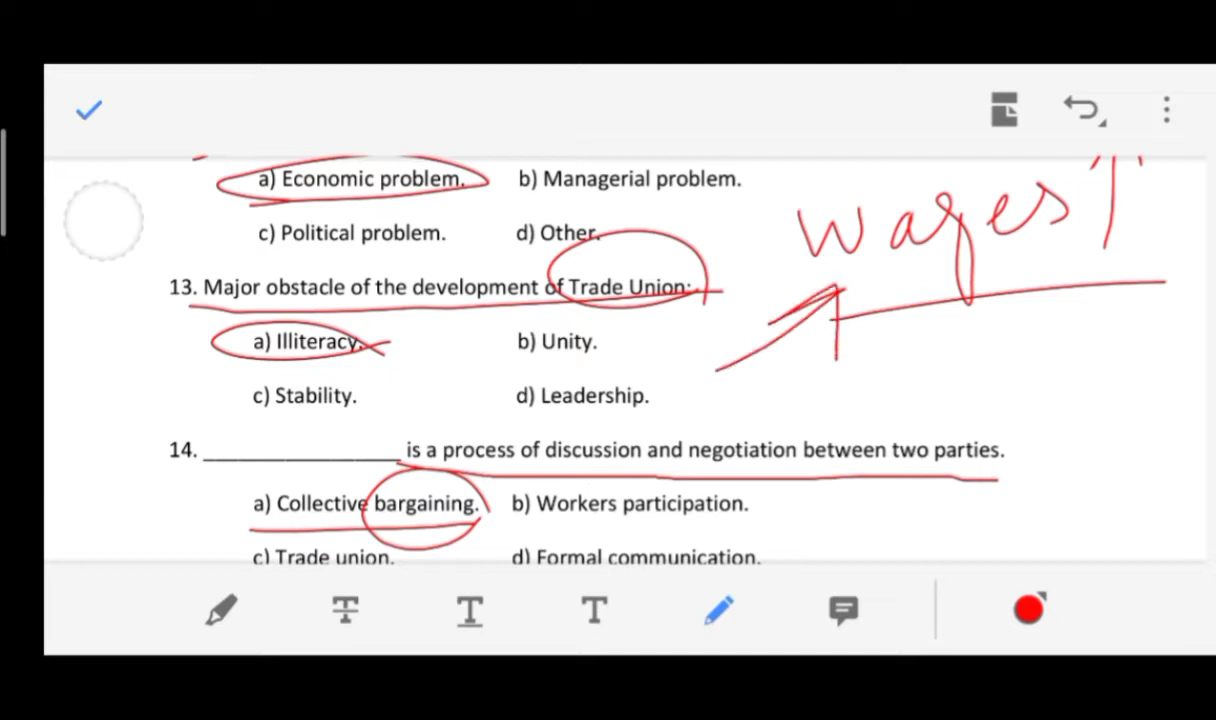 a) Economic problem. b) Managerial problem.
wages
c) Political problem. d) Other.
13. Major obstacle of the development of Trade Union:
a) Illiteracy. b) Unity.
c) Stability. d) Leadership.
14. __________________ is a process of discussion and negotiation between two parties.
a) Collective bargaining. b) Workers participation.
c) Trade union. d) Formal communication.